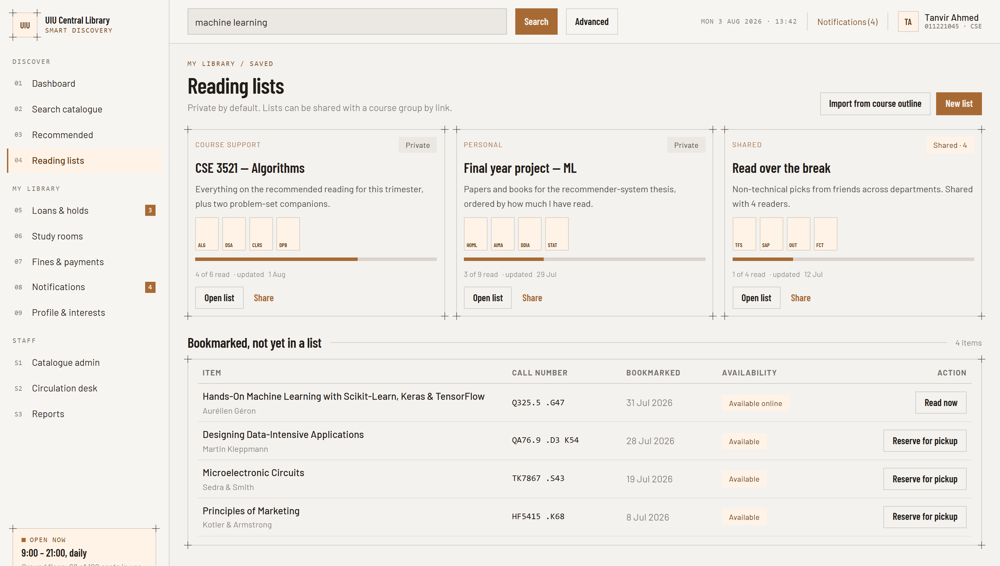 UIU
UIU Central Library
SMART DISCOVERY
DISCOVER
01 Dashboard
02 Search catalogue
03 Recommended
04 Reading lists
MY LIBRARY
05 Loans & holds 3
06 Study rooms
07 Fines & payments
08 Notifications 4
09 Profile & interests
STAFF
S1 Catalogue admin
S2 Circulation desk
S3 Reports
OPEN NOW
9:00 – 21:00, daily
machine learning
Search
Advanced
MON 3 AUG 2026 · 13:42
Notifications (4)
TA
Tanvir Ahmed
011221045 · CSE
MY LIBRARY / SAVED
Reading lists
Private by default. Lists can be shared with a course group by link.
Import from course outline
New list
COURSE SUPPORT
Private
CSE 3521 — Algorithms
Everything on the recommended reading for this trimester,
plus two problem-set companions.
ALG DSA CLRS DPB
4 of 6 read · updated 1 Aug
Open list Share
PERSONAL
Private
Final year project — ML
Papers and books for the recommender-system thesis,
ordered by how much I have read.
HOML AIMA DDIA STAT
3 of 9 read · updated 29 Jul
Open list Share
SHARED
Shared · 4
Read over the break
Non-technical picks from friends across departments. Shared
with 4 readers.
TFS SAP OUT FCT
1 of 4 read · updated 12 Jul
Open list Share
Bookmarked, not yet in a list
4 items
ITEM CALL NUMBER BOOKMARKED AVAILABILITY ACTION
Hands-On Machine Learning with Scikit-Learn, Keras & TensorFlow
Aurélien Géron
Q325.5 .G47 31 Jul 2026 Available online Read now
Designing Data-Intensive Applications
Martin Kleppmann
QA76.9 .D3 K54 28 Jul 2026 Available Reserve for pickup
Microelectronic Circuits
Sedra & Smith
TK7867 .S43 19 Jul 2026 Available Reserve for pickup
Principles of Marketing
Kotler & Armstrong
HF5415 .K68 8 Jul 2026 Available Reserve for pickup